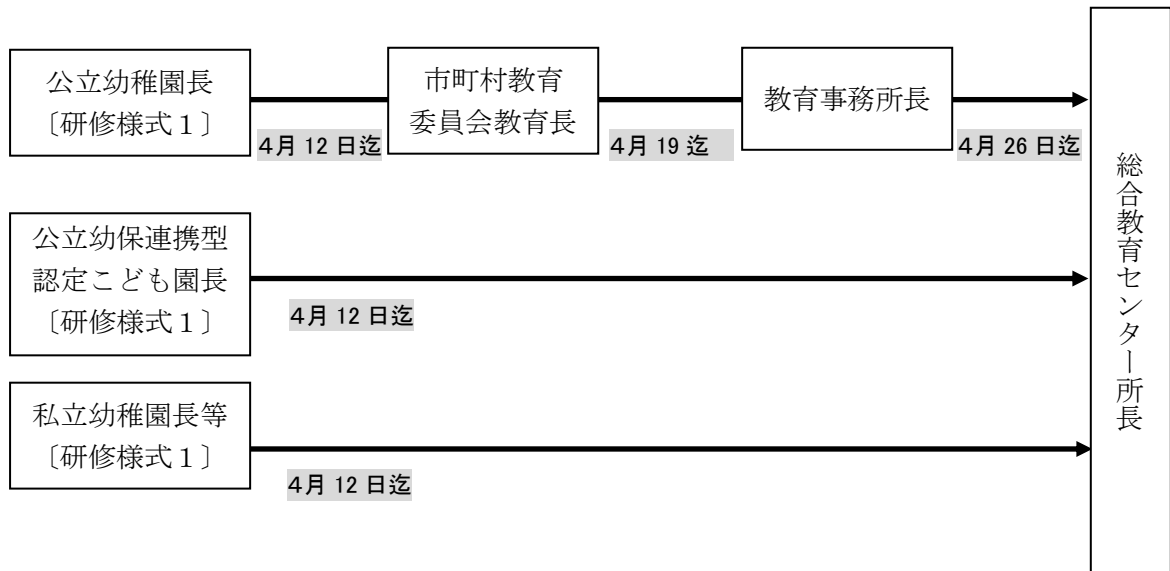 公立幼稚園長
〔研修様式１〕
4月 12 日迄
市町村教育
委員会教育長
4月 19 迄
教育事務所長
4月 26 日迄
公立幼保連携型
認定こども園長
〔研修様式１〕
4月 12 日迄
私立幼稚園長等
〔研修様式１〕
4月 12 日迄
総合教育センター所長